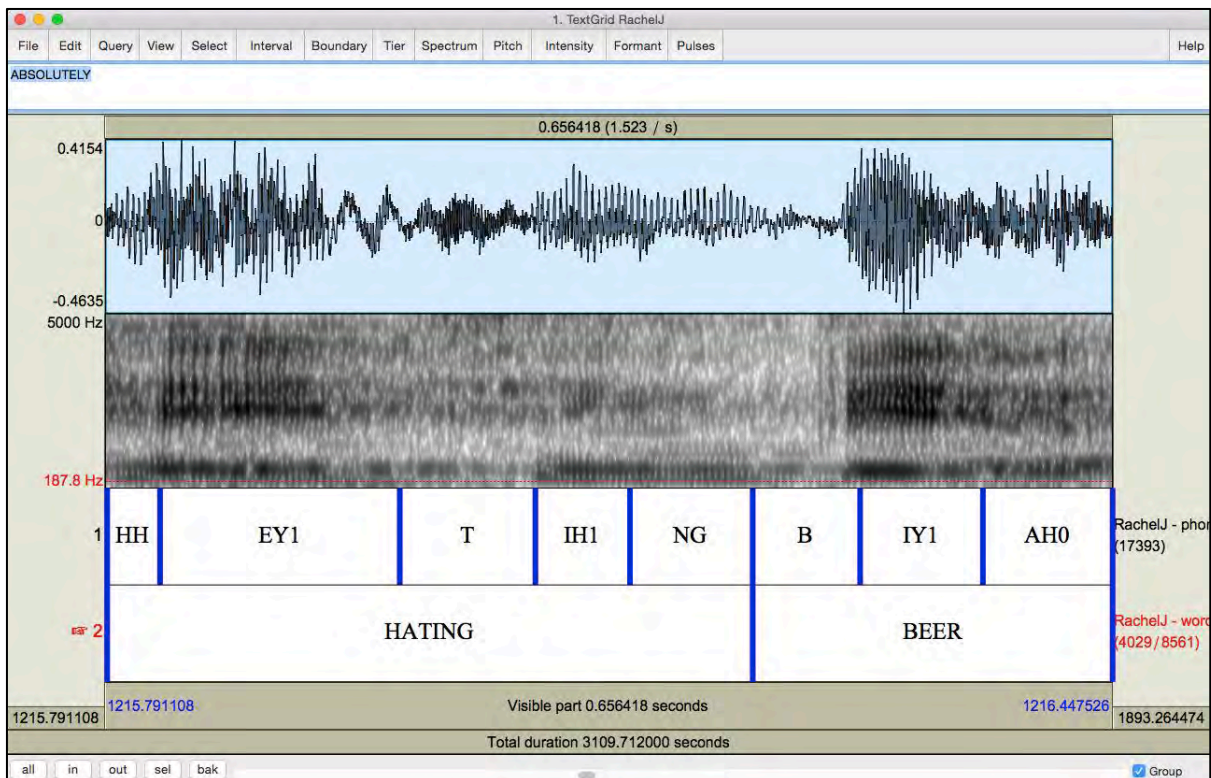 1. TextGrid RachelJ
File Edit Query View Select Interval Boundary Tier Spectrum Pitch Intensity Formant Pulses Help
ABSOLUTELY
0.656418 (1.523 / s)
0.4154
0
-0.4635
5000 Hz
187.8 Hz
1 HH EY1 T IH1 NG B IY1 AH0 RachelJ - phon
(17393)
2 HATING BEER RachelJ - word
(4029/8561)
1215.791108 1215.791108 Visible part 0.656418 seconds 1216.447526 1893.264474
Total duration 3109.712000 seconds
all in out sel bak Group